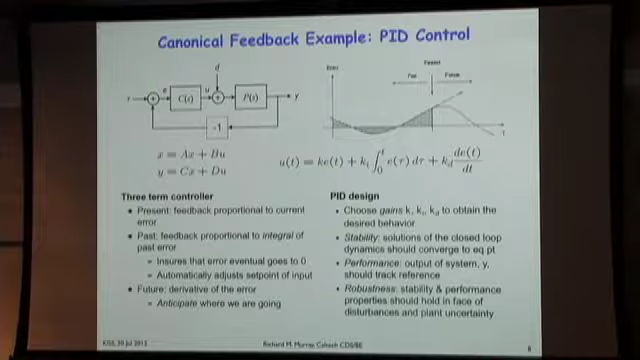 Canonical Feedback Example: PID Control
d
Present
Error
Past
Future
r
e
C(s)
u
P(s)
y
-1
t
ẋ = Ax + Bu
y = Cx + Du
u(t) = ke(t) + k_i ∫_0^t e(τ) dτ + k_d de(t)/dt
Three term controller
• Present: feedback proportional to current
error
• Past: feedback proportional to integral of
past error
Insures that error eventual goes to 0
Automatically adjusts setpoint of input
• Future: derivative of the error
Anticipate where we are going
PID design
• Choose gains k, k_i, k_d to obtain the
desired behavior
• Stability: solutions of the closed loop
dynamics should converge to eq pt
• Performance: output of system, y,
should track reference
• Robustness: stability & performance
properties should hold in face of
disturbances and plant uncertainty
KISS, 30 Jul 2012
Richard M. Murray, Caltech CDS/BE